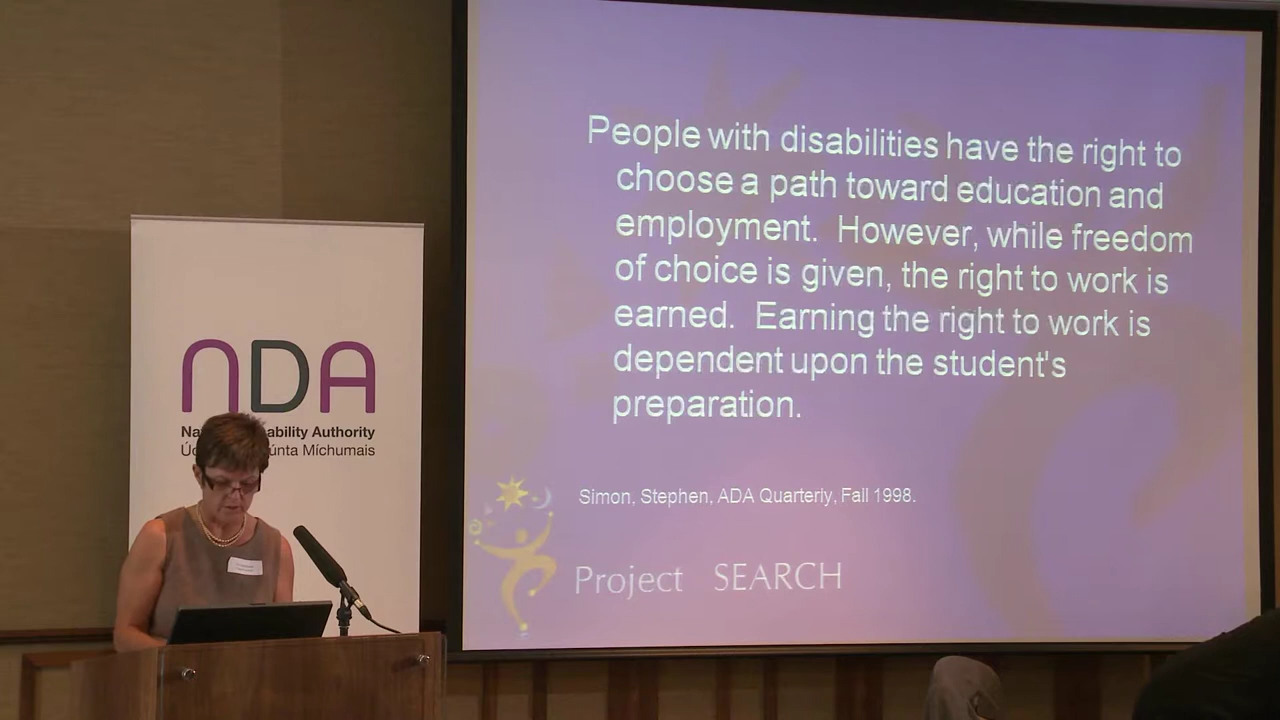 People with disabilities have the right to
choose a path toward education and
employment.  However, while freedom
of choice is given, the right to work is
earned.  Earning the right to work is
dependent upon the student's
preparation.
Simon, Stephen, ADA Quarterly, Fall 1998.
Project SEARCH
NDA
Authority
Míchumais